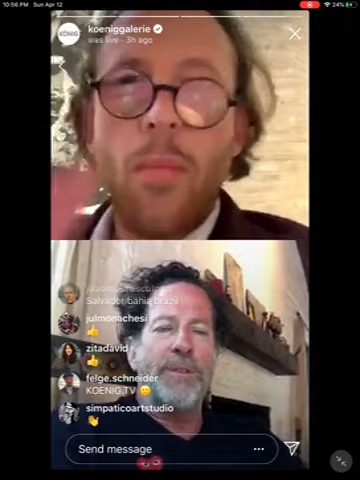 10:56 PM Sun Apr 12
24%
koeniggalerie
was live · 3h ago
KÖNIG
Salvador bahia brazil
julmonachesi
👍
zitadavid
👍
felge.schneider
KOENIG.TV 🙂
simpaticoartstudio
👋
Send message